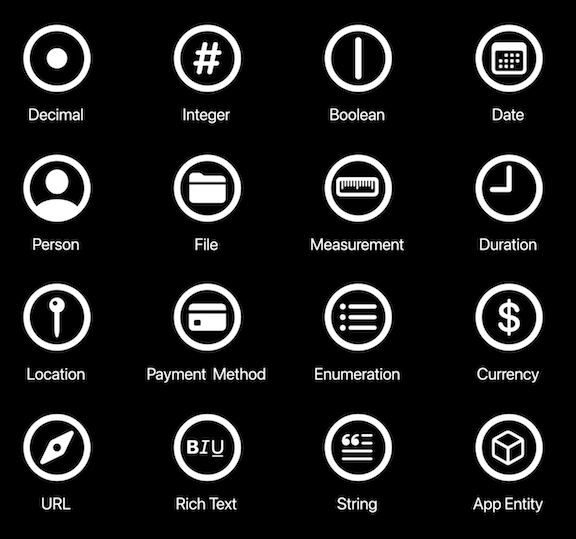 Decimal
#
Integer
Boolean
Date
Person
File
Measurement
Duration
Location
Payment Method
Enumeration
$
Currency
URL
BIU
Rich Text
String
App Entity